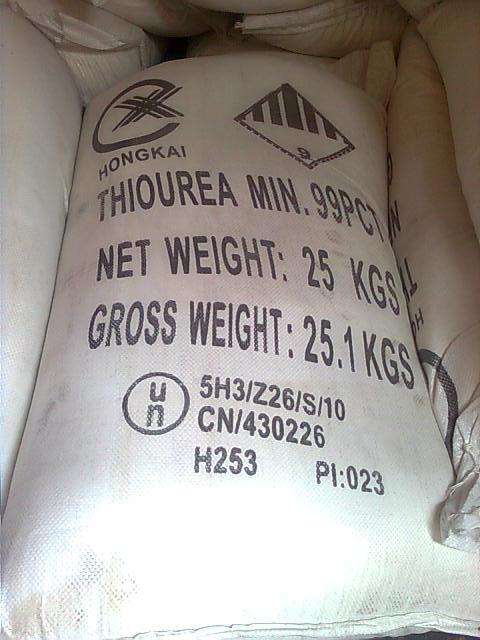 HONGKAI
9
THIOUREA MIN. 99PCT
NET WEIGHT: 25 KGS
GROSS WEIGHT: 25.1 KGS
un
5H3/Z26/S/10
CN/430226
H253 PI:023